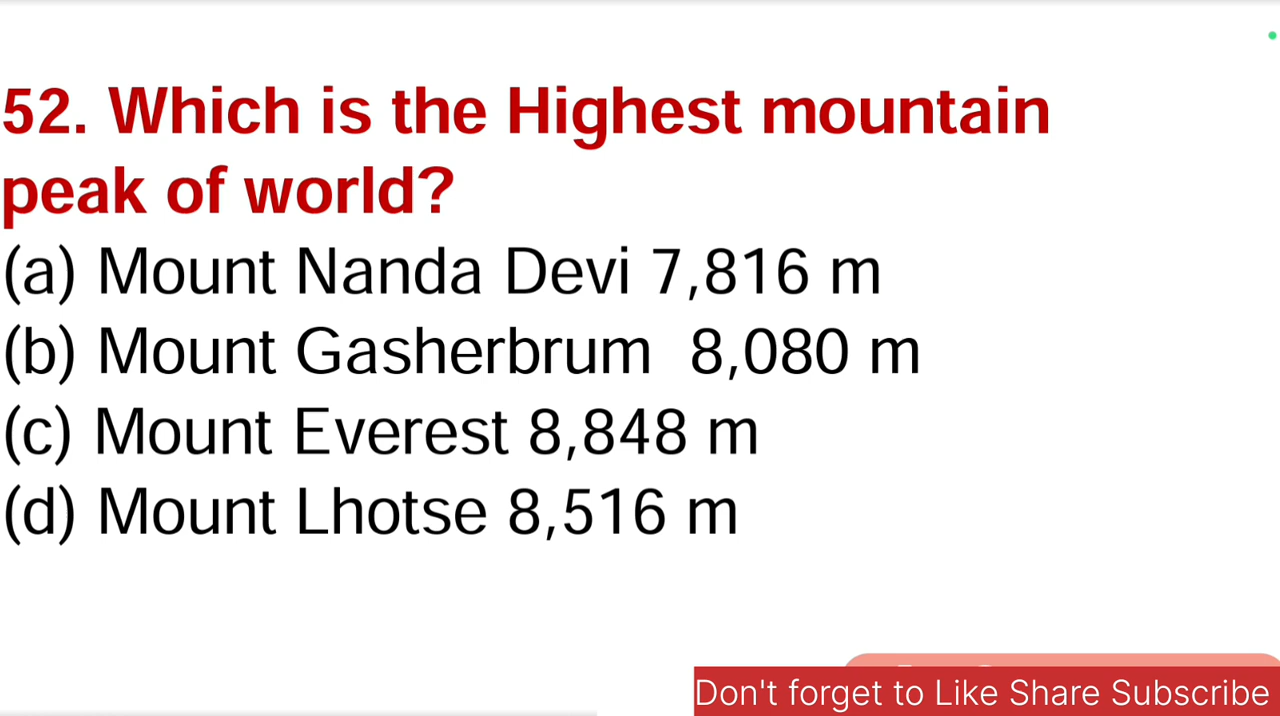 52. Which is the Highest mountain
peak of world?
(a) Mount Nanda Devi 7,816 m
(b) Mount Gasherbrum 8,080 m
(c) Mount Everest 8,848 m
(d) Mount Lhotse 8,516 m
Don't forget to Like Share Subscribe